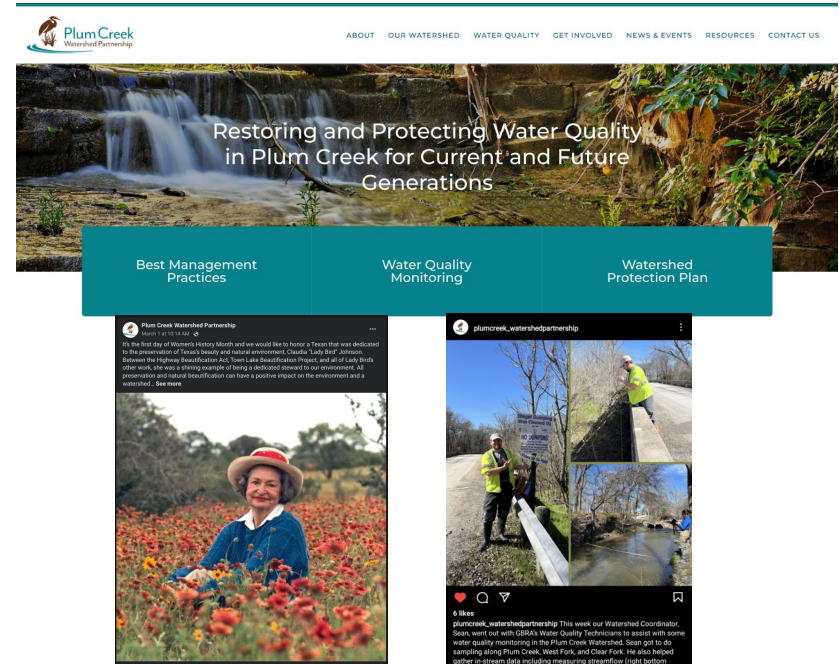 Plum Creek
Watershed Partnership
ABOUT OUR WATERSHED WATER QUALITY GET INVOLVED NEWS & EVENTS RESOURCES CONTACT US
Restoring and Protecting Water Quality
in Plum Creek for Current and Future
Generations
Best Management
Practices
Water Quality
Monitoring
Watershed
Protection Plan
Plum Creek Watershed Partnership
March 1 at 10:14 AM ·
It's the first day of Women's History Month and we would like to honor a Texan that was dedicated
to the preservation of Texas's beauty and natural environment, Claudia "Lady Bird" Johnson.
Between the Highway Beautification Act, Town Lake Beautification Project, and all of Lady Bird's
other work, she was a shining example of being a dedicated steward to our environment. All
preservation and natural beautification can have a positive impact on the environment and a
watershed... See more
plumcreek_watershedpartnership
NO DUMPING
6 likes
plumcreek_watershedpartnership This week our Watershed Coordinator,
Sean, went out with GBRA's Water Quality Technicians to assist with some
water quality monitoring in the Plum Creek Watershed. Sean got to do
sampling along Plum Creek, West Fork, and Clear Fork. He also helped
gather in-stream data including measuring streamflow (right bottom